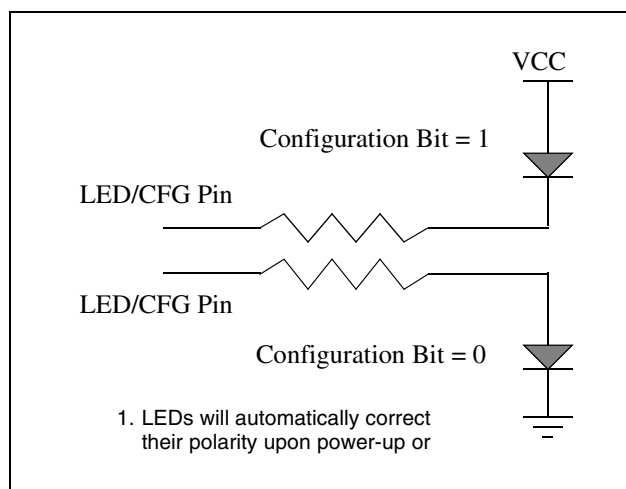 VCC
Configuration Bit = 1
LED/CFG Pin
LED/CFG Pin
Configuration Bit = 0
1. LEDs will automatically correct
their polarity upon power-up or